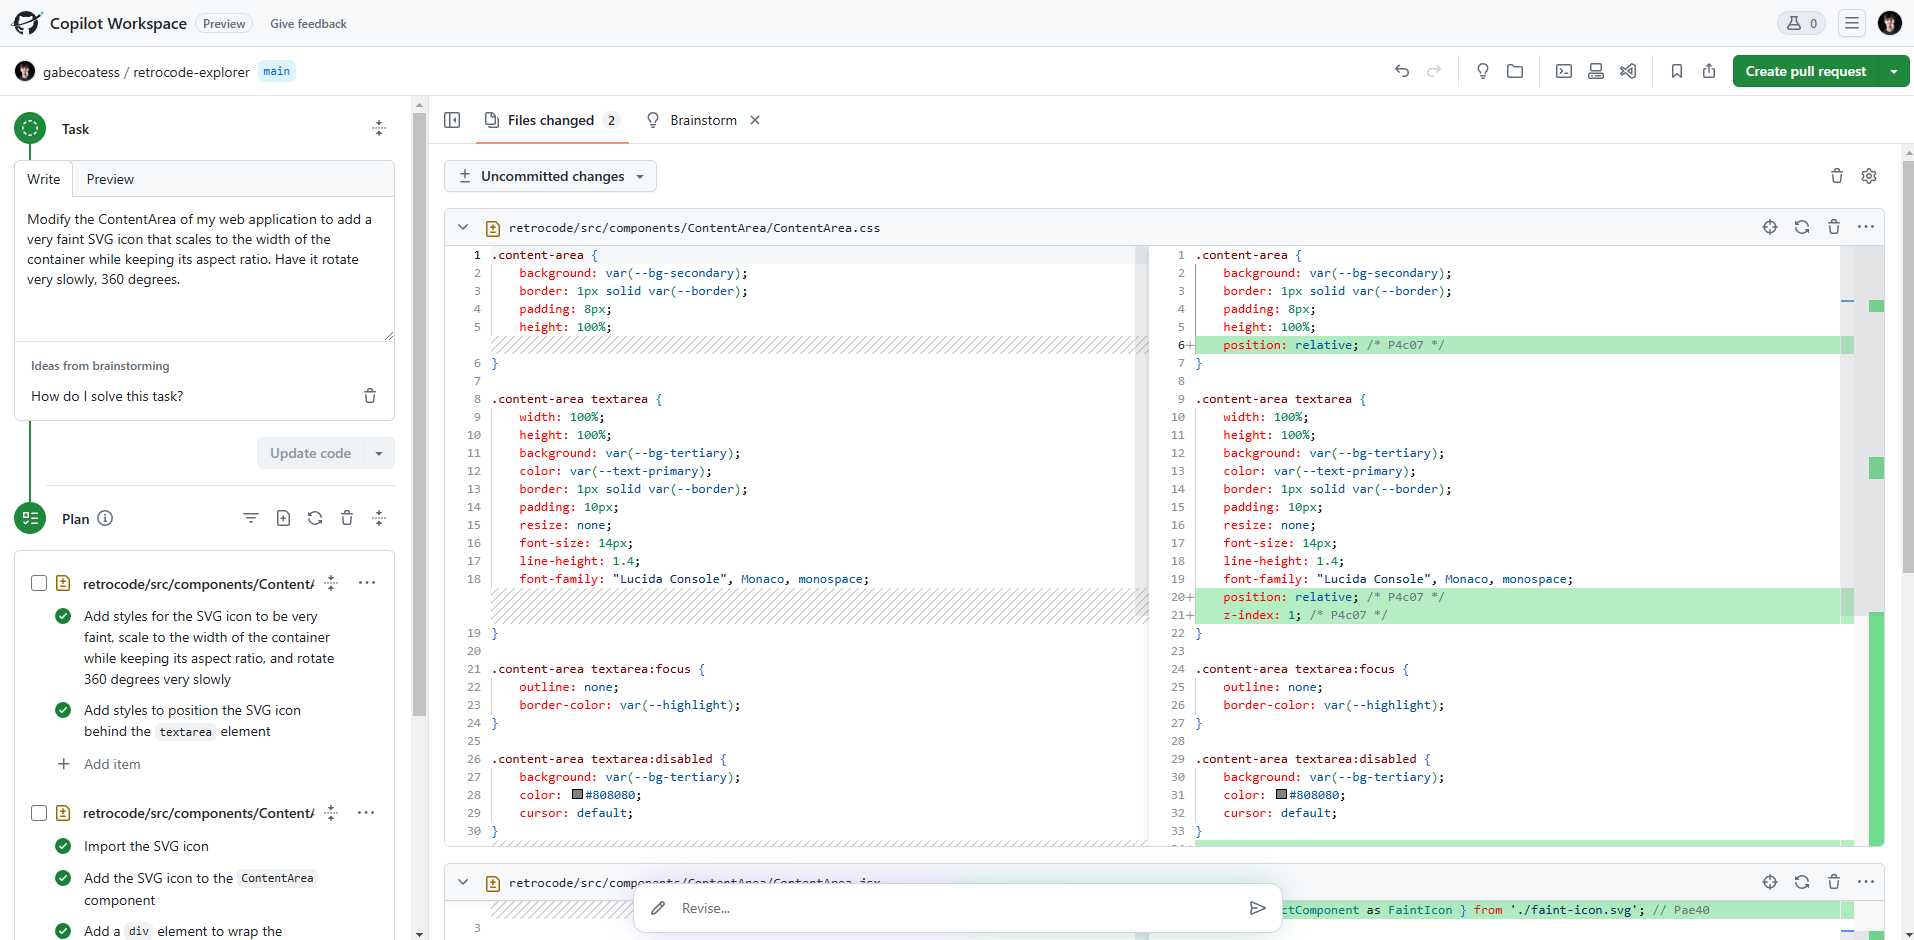 Copilot Workspace Preview Give feedback 0
gabecoatess / retrocode-explorer main Create pull request
Task
Write Preview
Modify the ContentArea of my web application to add a
very faint SVG icon that scales to the width of the
container while keeping its aspect ratio. Have it rotate
very slowly, 360 degrees.
Ideas from brainstorming
How do I solve this task?
Update code
Plan
retrocode/src/components/ContentA
Add styles for the SVG icon to be very
faint, scale to the width of the container
while keeping its aspect ratio, and rotate
360 degrees very slowly
Add styles to position the SVG icon
behind the textarea element
Add item
retrocode/src/components/ContentA
Import the SVG icon
Add the SVG icon to the ContentArea
component
Add a div element to wrap the
Files changed 2 Brainstorm
Uncommitted changes
retrocode/src/components/ContentArea/ContentArea.css
1 .content-area {
2 background: var(--bg-secondary);
3 border: 1px solid var(--border);
4 padding: 8px;
5 height: 100%;
6 }
7
8 .content-area textarea {
9 width: 100%;
10 height: 100%;
11 background: var(--bg-tertiary);
12 color: var(--text-primary);
13 border: 1px solid var(--border);
14 padding: 10px;
15 resize: none;
16 font-size: 14px;
17 line-height: 1.4;
18 font-family: "Lucida Console", Monaco, monospace;
19 }
20
21 .content-area textarea:focus {
22 outline: none;
23 border-color: var(--highlight);
24 }
25
26 .content-area textarea:disabled {
27 background: var(--bg-tertiary);
28 color: #808080;
29 cursor: default;
30 }
1 .content-area {
2 background: var(--bg-secondary);
3 border: 1px solid var(--border);
4 padding: 8px;
5 height: 100%;
6+ position: relative; /* P4c07 */
7 }
8
9 .content-area textarea {
10 width: 100%;
11 height: 100%;
12 background: var(--bg-tertiary);
13 color: var(--text-primary);
14 border: 1px solid var(--border);
15 padding: 10px;
16 resize: none;
17 font-size: 14px;
18 line-height: 1.4;
19 font-family: "Lucida Console", Monaco, monospace;
20+ position: relative; /* P4c07 */
21+ z-index: 1; /* P4c07 */
22 }
23
24 .content-area textarea:focus {
25 outline: none;
26 border-color: var(--highlight);
27 }
28
29 .content-area textarea:disabled {
30 background: var(--bg-tertiary);
31 color: #808080;
32 cursor: default;
33 }
retrocode/src/components/ContentArea/ContentArea.jsx
3
ctComponent as FaintIcon } from './faint-icon.svg'; // Pae40
Revise...